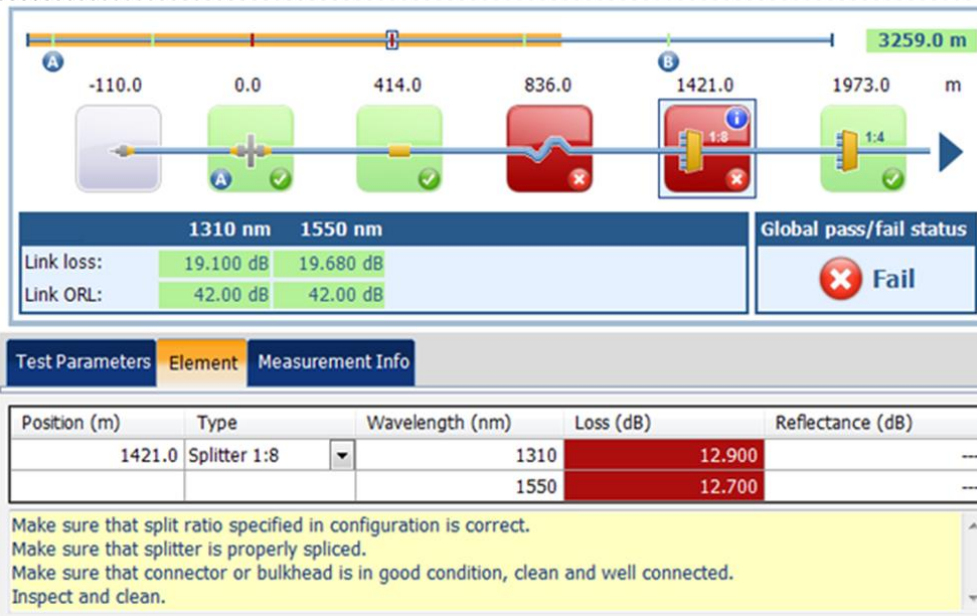 3259.0 m
A
B
-110.0 0.0 414.0 836.0 1421.0 1973.0 m
1:8 i 1:4
A
1310 nm 1550 nm
Global pass/fail status
Link loss: 19.100 dB 19.680 dB
Link ORL: 42.00 dB 42.00 dB
Fail
Test Parameters Element Measurement Info
Position (m) Type Wavelength (nm) Loss (dB) Reflectance (dB)
1421.0 Splitter 1:8 1310 12.900 ---
1550 12.700 ---
Make sure that split ratio specified in configuration is correct.
Make sure that splitter is properly spliced.
Make sure that connector or bulkhead is in good condition, clean and well connected.
Inspect and clean.